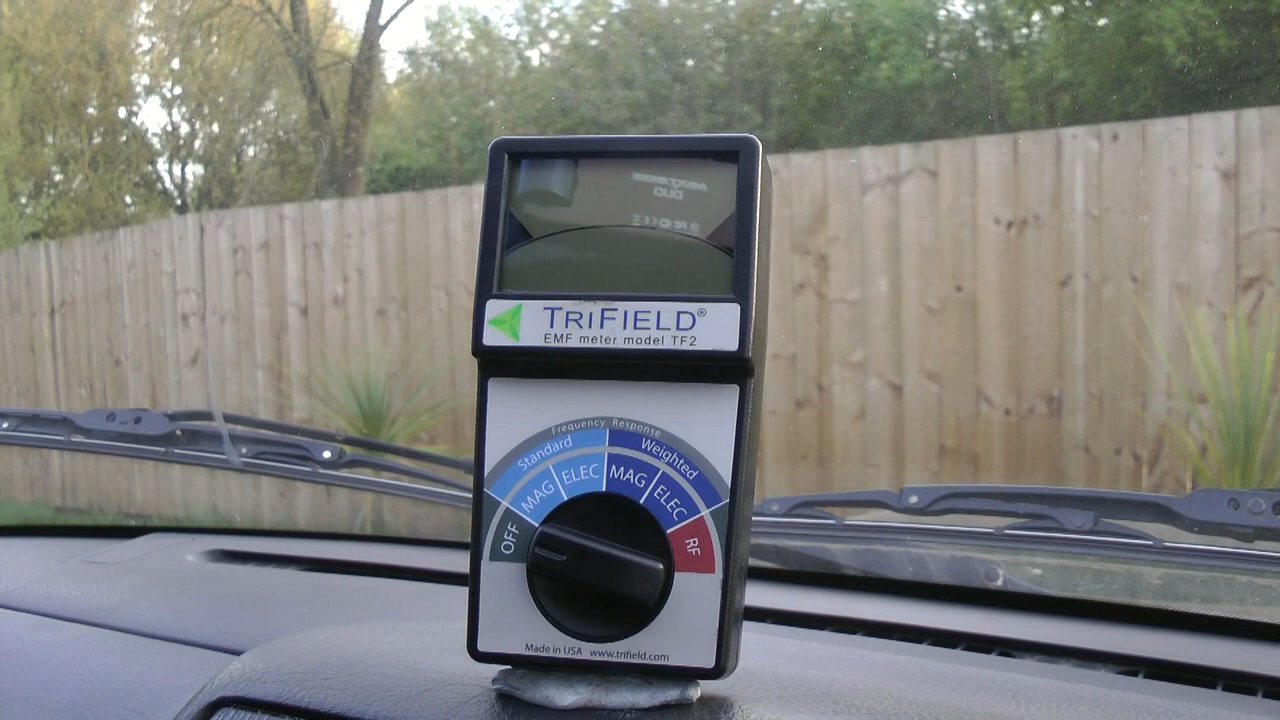 TRIFIELD®
EMF meter model TF2
Frequency Response
Standard Weighted
MAG ELEC MAG ELEC
OFF RF
Made in USA www.trifield.com